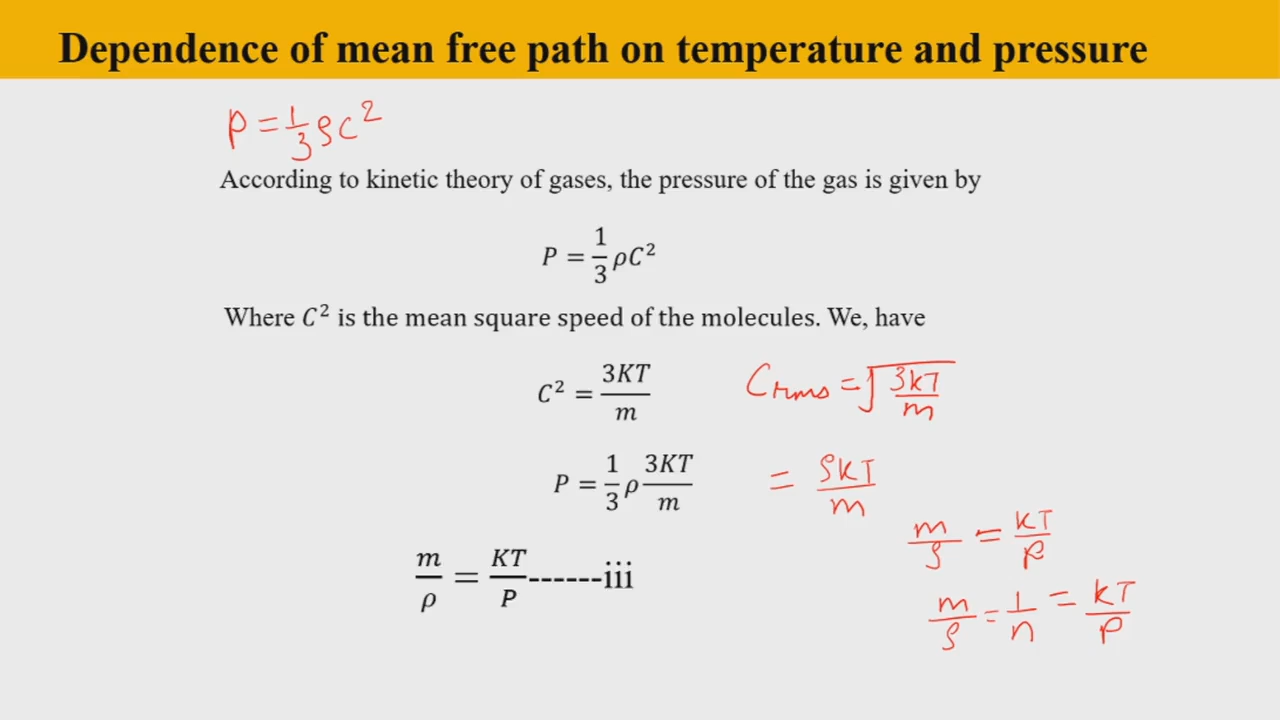 Dependence of mean free path on temperature and pressure
P = 1/3 ρC²
According to kinetic theory of gases, the pressure of the gas is given by
P = 1/3 ρC²
Where C² is the mean square speed of the molecules. We, have
C² = 3KT/m
Crms = √(3kT/m)
P = 1/3 ρ 3KT/m
= ρkT/m
m/ρ = KT/P
m/ρ = KT/P ------iii
m/ρ = 1/n = kT/P